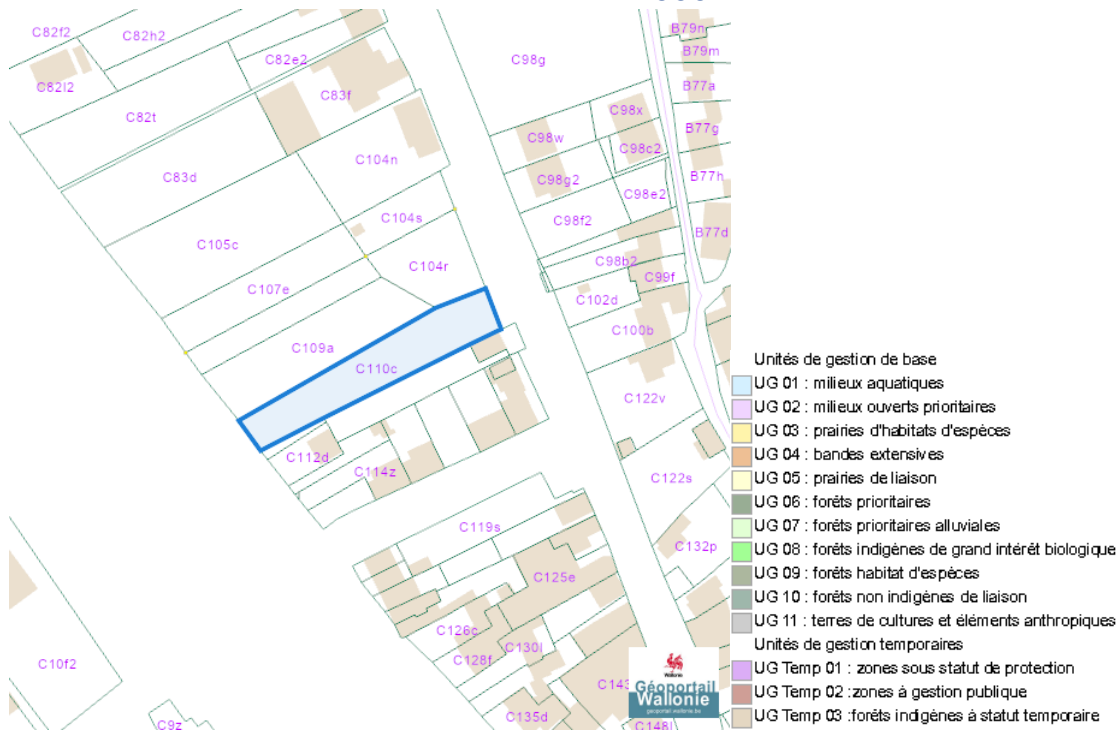 C82f2
C82h2
C98g
B79n
B79m
C82l2
C82e2
C83f
B77a
C82t
C98x
C98w
B77g
C98c2
C104n
C83d
C98g2
B77h
C98e2
C104s
C98f2
B77d
C105c
C104r
C98b2
C99f
C107e
C102d
C100b
C109a
C110c
C122v
C112d
C114z
C122s
C119s
C132p
C125e
C126c
C130l
C128f
C10f2
C143
C135d
C9z
C148l
Wallonie
Géoportail
Wallonie
geoportail.wallonie.be
Unités de gestion de base
UG 01 : milieux aquatiques
UG 02 : milieux ouverts prioritaires
UG 03 : prairies d'habitats d'espèces
UG 04 : bandes extensives
UG 05 : prairies de liaison
UG 06 : forêts prioritaires
UG 07 : forêts prioritaires alluviales
UG 08 : forêts indigènes de grand intérêt biologique
UG 09 : forêts habitat d'espèces
UG 10 : forêts non indigènes de liaison
UG 11 : terres de cultures et éléments anthropiques
Unités de gestion temporaires
UG Temp 01 : zones sous statut de protection
UG Temp 02 :zones à gestion publique
UG Temp 03 :forêts indigènes à statut temporaire